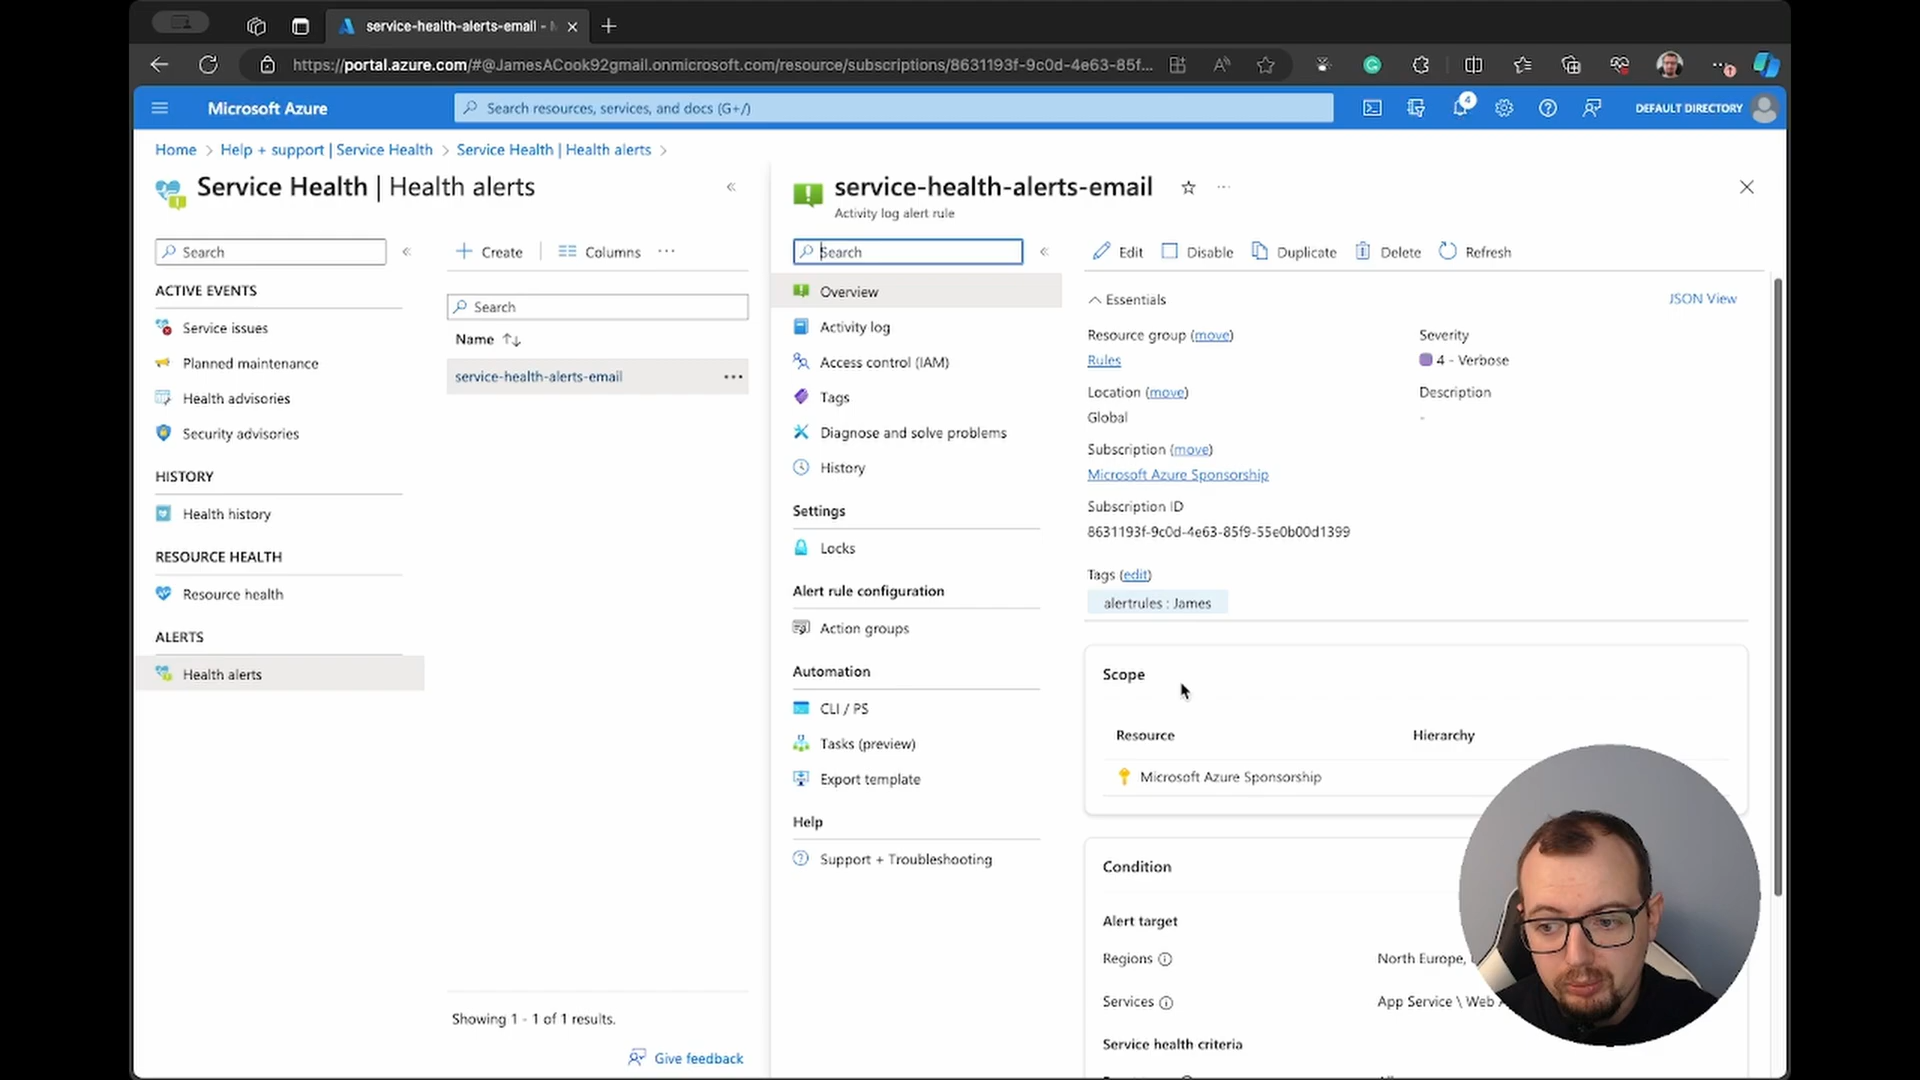 service-health-alerts-email - 
https://portal.azure.com/#@JamesACook92gmail.onmicrosoft.com/resource/subscriptions/8631193f-9c0d-4e63-85f...
Microsoft Azure
Search resources, services, and docs (G+/)
4
DEFAULT DIRECTORY
Home > Help + support | Service Health > Service Health | Health alerts >
Service Health | Health alerts
Search
ACTIVE EVENTS
Service issues
Planned maintenance
Health advisories
Security advisories
HISTORY
Health history
RESOURCE HEALTH
Resource health
ALERTS
Health alerts
Create
Columns
Search
Name
service-health-alerts-email
Showing 1 - 1 of 1 results.
Give feedback
service-health-alerts-email
Activity log alert rule
Search
Overview
Activity log
Access control (IAM)
Tags
Diagnose and solve problems
History
Settings
Locks
Alert rule configuration
Action groups
Automation
CLI / PS
Tasks (preview)
Export template
Help
Support + Troubleshooting
Edit
Disable
Duplicate
Delete
Refresh
Essentials
JSON View
Resource group (move)
Rules
Location (move)
Global
Subscription (move)
Microsoft Azure Sponsorship
Subscription ID
8631193f-9c0d-4e63-85f9-55e0b00d1399
Severity
4 - Verbose
Description
-
Tags (edit)
alertrules : James
Scope
Resource Hierarchy
Microsoft Azure Sponsorship
Condition
Alert target
Regions North Europe,
Services App Service \ Web
Service health criteria